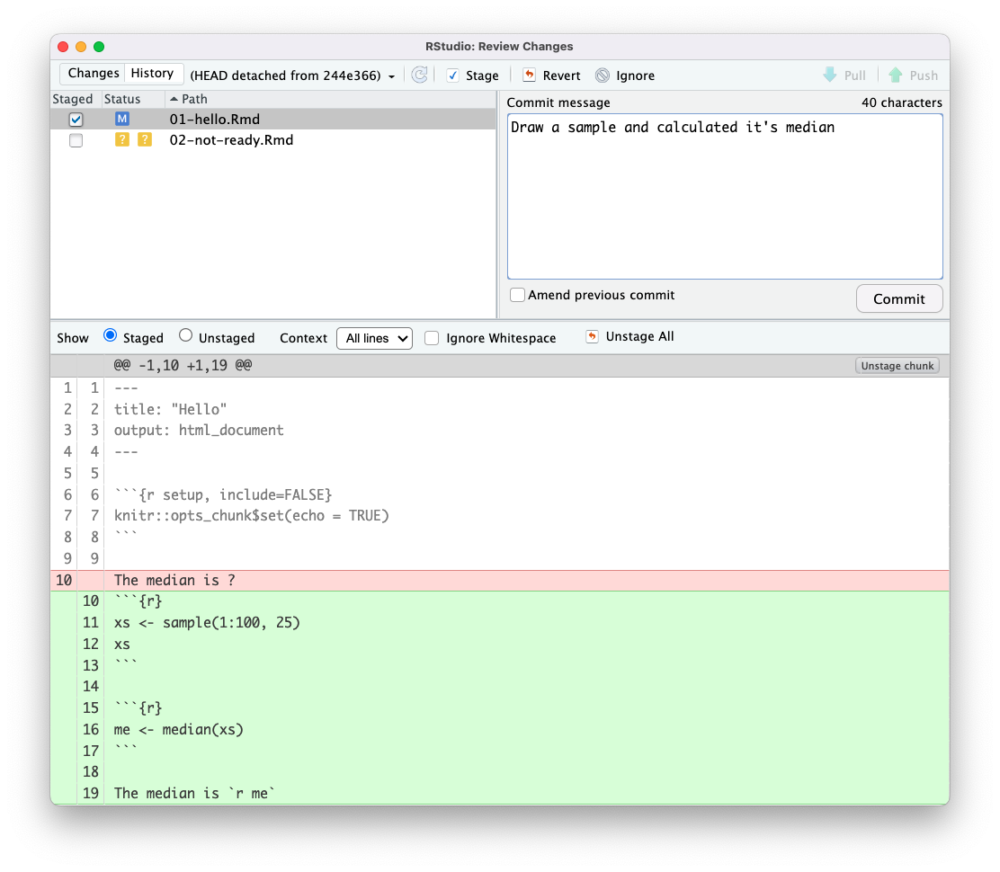 RStudio: Review Changes
Changes History (HEAD detached from 244e366) Stage Revert Ignore Pull Push
Staged Status Path
M 01-hello.Rmd
? ? 02-not-ready.Rmd
Commit message 40 characters
Draw a sample and calculated it's median
Amend previous commit Commit
Show Staged Unstaged Context All lines Ignore Whitespace Unstage All
@@ -1,10 +1,19 @@ Unstage chunk
1 1 ---
2 2 title: "Hello"
3 3 output: html_document
4 4 ---
5 5
6 6 ```{r setup, include=FALSE}
7 7 knitr::opts_chunk$set(echo = TRUE)
8 8 ```
9 9
10 The median is ?
10 ```{r}
11 xs <- sample(1:100, 25)
12 xs
13 ```
14
15 ```{r}
16 me <- median(xs)
17 ```
18
19 The median is `r me`